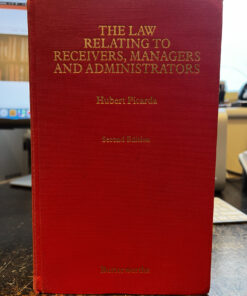 THE LAW
RELATING TO
RECEIVERS, MANAGERS
AND ADMINISTRATORS
Hubert Picarda
Second Edition
Butterworths